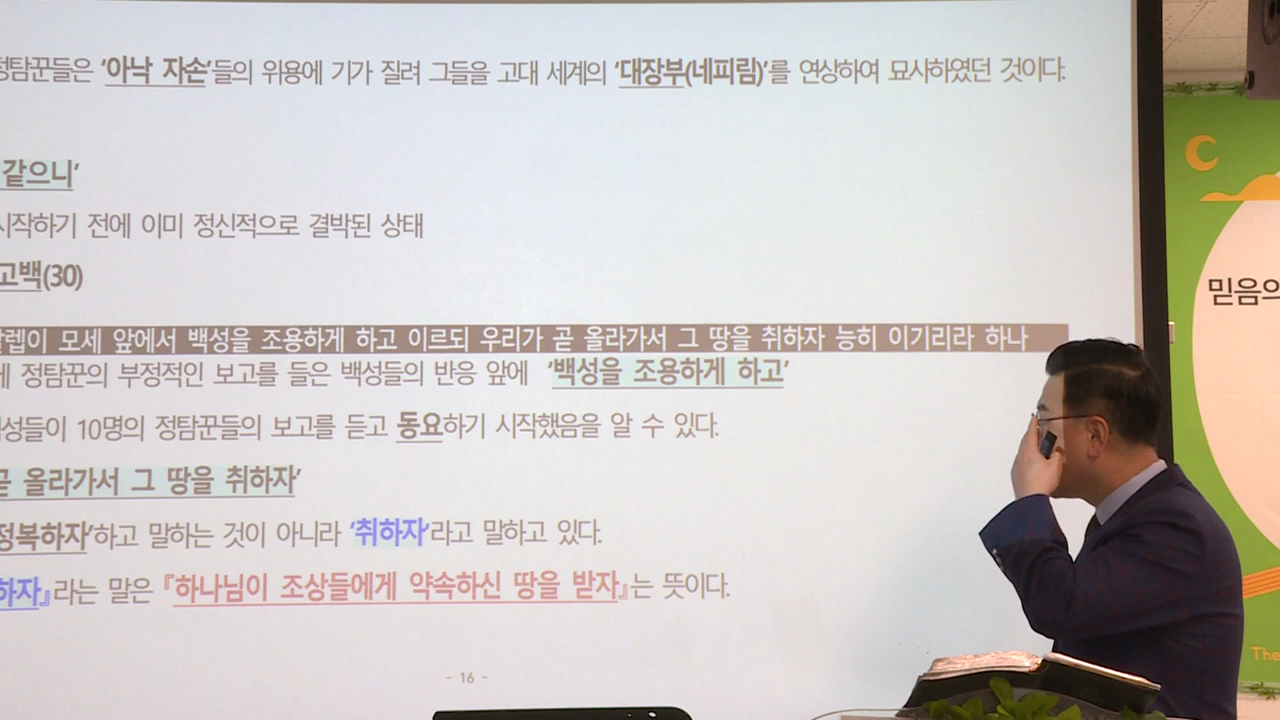 정탐꾼들은 ‘아낙 자손’들의 위용에 기가 질려 그들을 고대 세계의 ‘대장부(네피림)’를 연상하여 묘사하였던 것이다.
같으니’
시작하기 전에 이미 정신적으로 결박된 상태
고백(30)
갈렙이 모세 앞에서 백성을 조용하게 하고 이르되 우리가 곧 올라가서 그 땅을 취하자 능히 이기리라 하나
정탐꾼의 부정적인 보고를 들은 백성들의 반응 앞에 ‘백성을 조용하게 하고’
성들이 10명의 정탐꾼들의 보고를 듣고 동요하기 시작했음을 알 수 있다.
곧 올라가서 그 땅을 취하자’
정복하자’하고 말하는 것이 아니라 ‘취하자’라고 말하고 있다.
하자』라는 말은 『하나님이 조상들에게 약속하신 땅을 받자』는 뜻이다.
- 16 -
믿음의
The